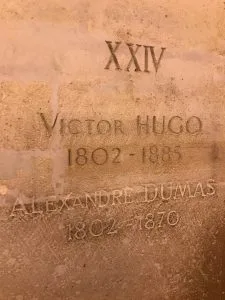 XXIV
VICTOR HUGO
1802-1885
ALEXANDRE DUMAS
1802-1870